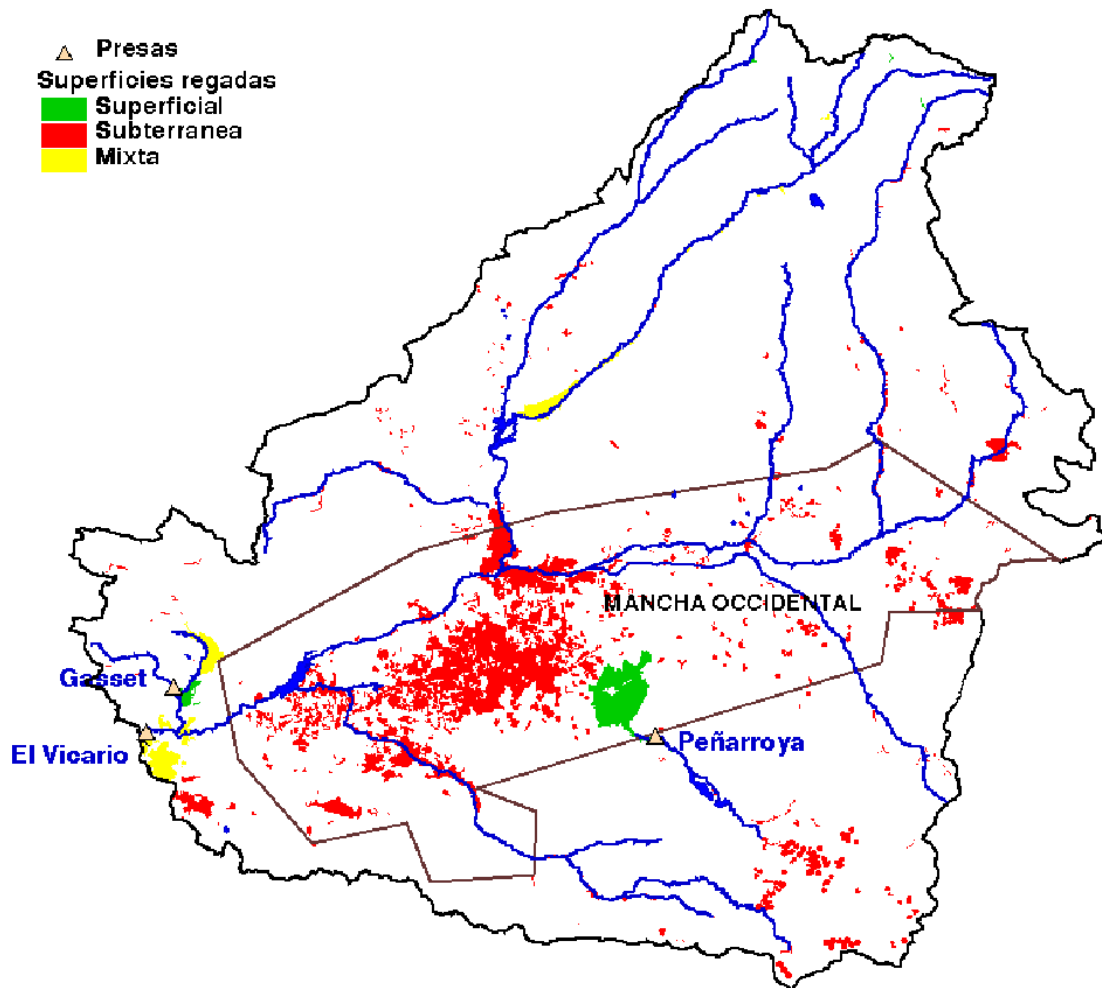 Presas
Superficies regadas
Superficial
Subterranea
Mixta
MANCHA OCCIDENTAL
Gasset
El Vicario
Peñarroya